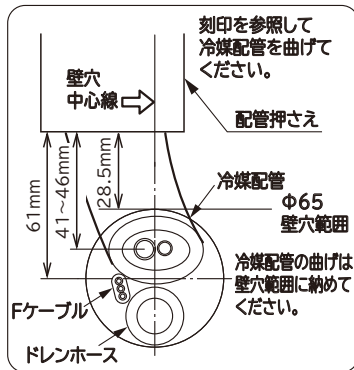 刻印を参照して
冷媒配管を曲げて
ください。
壁穴
中心線
配管押さえ
61mm
41～46mm
28.5mm
冷媒配管
Φ65
壁穴範囲
冷媒配管の曲げは
壁穴範囲に納めて
ください。
Fケーブル
ドレンホース